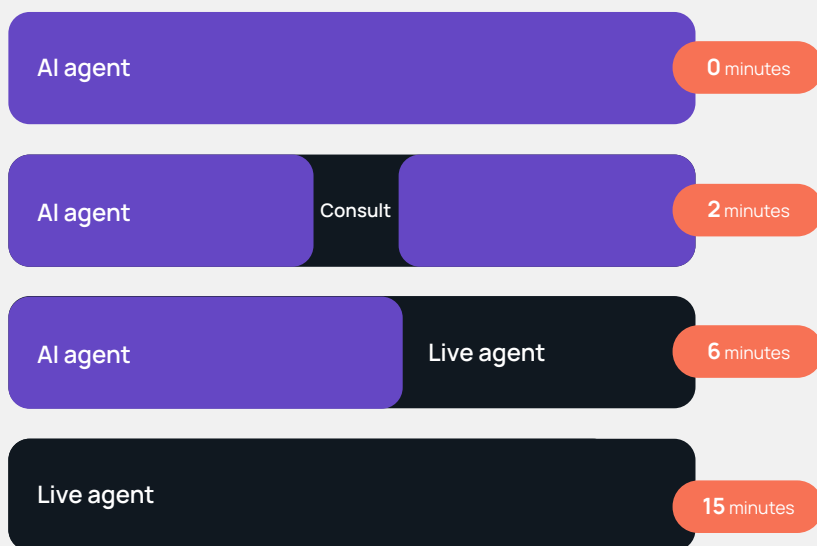 AI agent
0 minutes
AI agent
Consult
2 minutes
AI agent
Live agent
6 minutes
Live agent
15 minutes